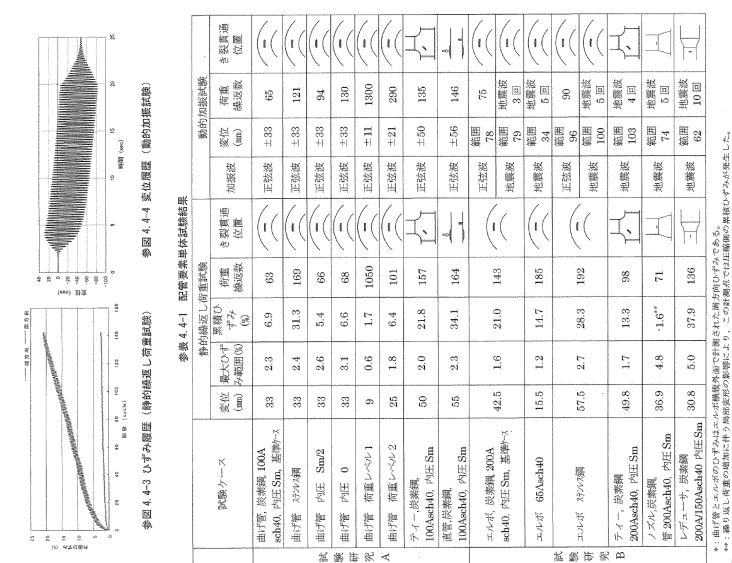 軸方向
周方向
外面ひずみ (%)
回数 (cycle)
参図 4.4-3 ひずみ履歴 (静的繰返し荷重試験)
変位 (mm)
時間 (sec)
参図 4.4-4 変位履歴 (動的加振試験)
参表 4.4-1 配管要素単体試験結果
試験ケース
静的繰返し荷重試験
動的加振試験
変位 (mm) 最大ひずみ範囲(%) 累積ひずみ(%) 荷重繰返数 き裂貫通位置 加振波 変位 (mm) 荷重繰返数 き裂貫通位置
試験研究A
曲げ管, 炭素鋼, 100A sch40, 内圧 Sm, 基準ケース 33 2.3 6.9 63 正弦波 ±33 65
曲げ管 ステンレス鋼 33 2.4 31.3 169 正弦波 ±33 121
曲げ管 内圧 Sm/2 33 2.6 5.4 66 正弦波 ±33 94
曲げ管 内圧 0 33 3.1 6.6 68 正弦波 ±33 130
曲げ管 荷重レベル 1 9 0.6 1.7 1050 正弦波 ±11 1300
曲げ管 荷重レベル 2 25 1.8 6.4 101 正弦波 ±21 290
ティー, 炭素鋼, 100Asch40, 内圧 Sm 50 2.0 21.8 157 正弦波 ±50 135
直管, 炭素鋼, 100Asch40, 内圧 Sm 55 2.3 34.1 164 正弦波 ±56 146
試験研究B
エルボ, 炭素鋼, 200A sch40, 内圧 Sm, 基準ケース 42.5 1.6 21.0 143 正弦波 範囲 78 75
地震波 範囲 79 地震波 3 回
エルボ 65Asch40 15.5 1.2 14.7 185 地震波 範囲 34 地震波 5 回
エルボ ステンレス鋼 57.5 2.7 28.3 192 正弦波 範囲 96 90
地震波 範囲 100 地震波 5 回
ティー, 炭素鋼 200Asch40, 内圧 Sm 49.8 1.7 13.3 98 地震波 範囲 103 地震波 4 回
ノズル, 炭素鋼, 管 200Asch40, 内圧 Sm 36.9 4.8 -1.6** 71 地震波 範囲 74 地震波 5 回
レデューサ, 炭素鋼 200A/150Asch40 内圧 Sm 30.8 5.0 37.9 136 地震波 範囲 62 地震波 10 回
*：曲げ管とエルボのひずみはエルボ横腹外面で計測された周方向ひずみである。
**：繰り返し荷重の増加に伴う局部変形の影響により、この計測点では圧縮側の累積ひずみが発生した。